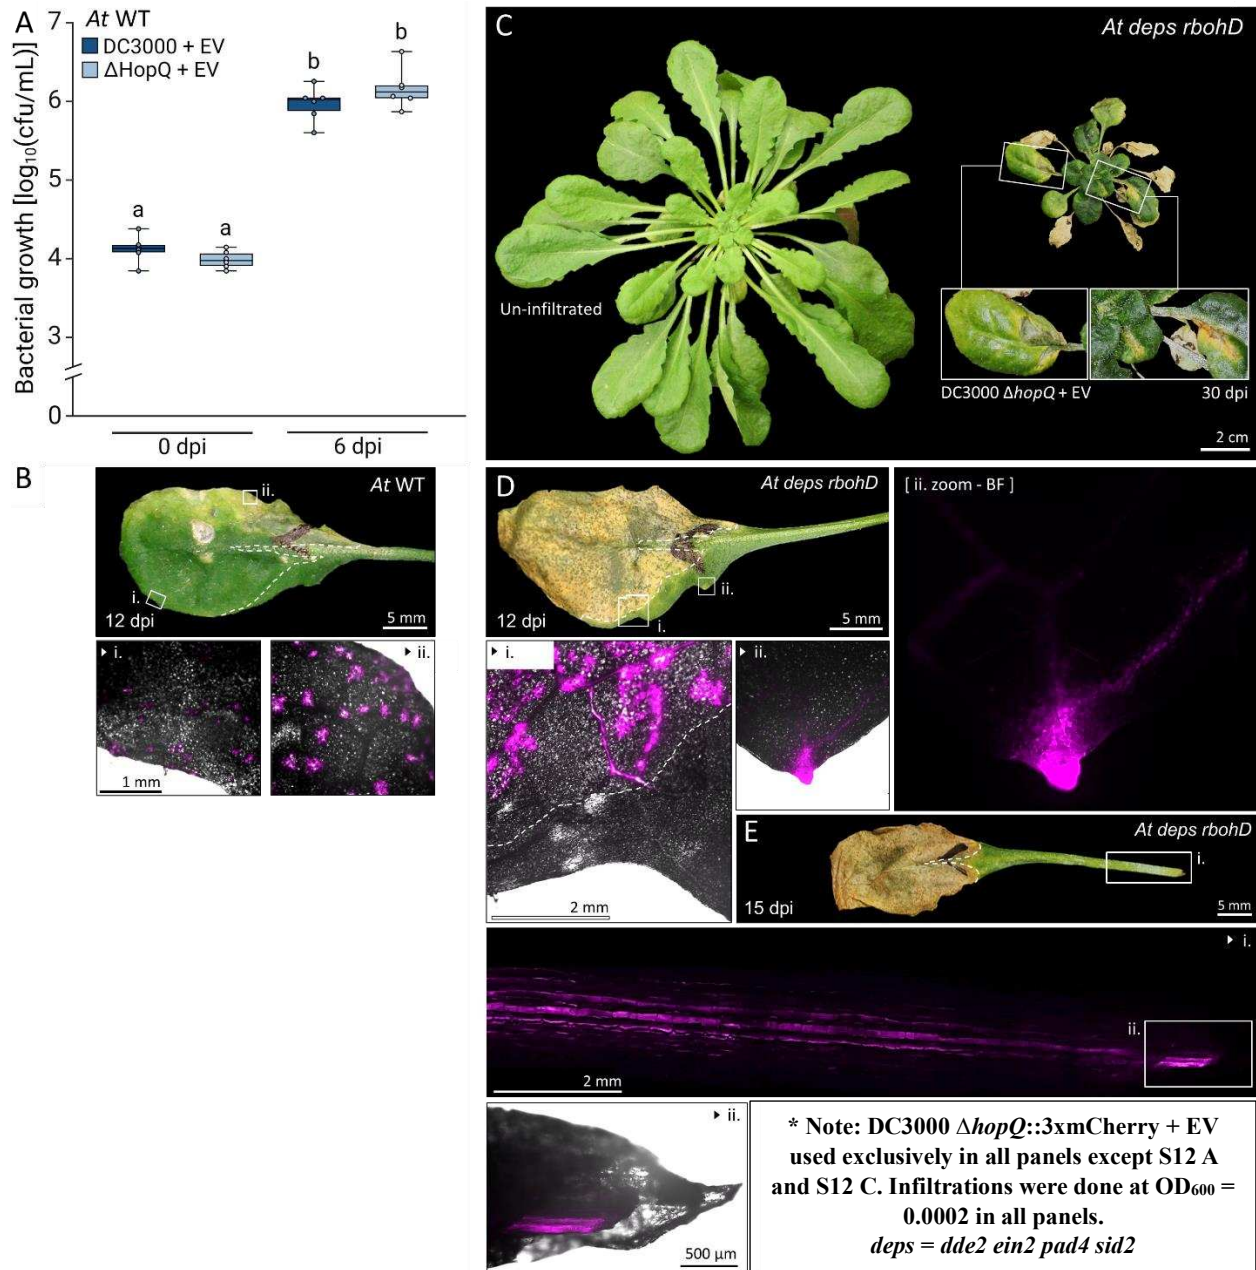 A
At WT
DC3000 + EV
ΔHopQ + EV
Bacterial growth [log₁₀(cfu/mL)]
7
6
5
4
3
0
a
a
b
b
0 dpi
6 dpi
B
At WT
ii.
i.
12 dpi
5 mm
i.
ii.
1 mm
C
At deps rbohD
Un-infiltrated
DC3000 ΔhopQ + EV
30 dpi
2 cm
D
At deps rbohD
ii.
i.
12 dpi
5 mm
i.
2 mm
ii.
[ ii. zoom - BF ]
E
At deps rbohD
i.
15 dpi
5 mm
i.
ii.
2 mm
ii.
500 μm
* Note: DC3000 ΔhopQ::3xmCherry + EV
used exclusively in all panels except S12 A
and S12 C. Infiltrations were done at OD₆₀₀ =
0.0002 in all panels.
deps = dde2 ein2 pad4 sid2